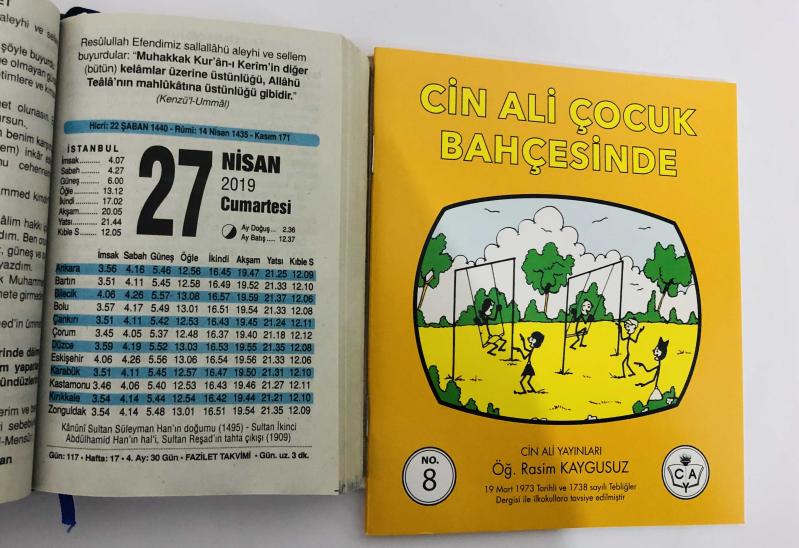 aleyhi ve
şöyle buyurdu
Resûlullah Efendimiz sallallâhü aleyhi ve sellem
buyurdular: “Muhakkak Kur’ân-ı Kerîm’in diğer
(bütün) kelâmlar üzerine üstünlüğü, Allâhü
Teâlâ’nın mahlûkâtına üstünlüğü gibidir.”
(Kenzü’l-Ummâl)
Hicrî: 22 ŞABAN 1440 - Rûmî: 14 Nisan 1435 - Kasım 171
İSTANBUL
İmsak.......... 4.07
Sabah.......... 4.27
Güneş.......... 6.00
Öğle........... 13.12
İkindi.......... 17.02
Akşam........ 20.05
Yatsı........... 21.44
Kıble S........ 12.05
27
NİSAN
2019
Cumartesi
Ay Doğuş... 2.36
Ay Batış..... 12.37
İmsak Sabah Güneş Öğle İkindi Akşam Yatsı Kıble S
Ankara 3.56 4.16 5.46 12.56 16.45 19.47 21.25 12.09
Bartın 3.51 4.11 5.45 12.58 16.49 19.52 21.33 12.10
Bilecik 4.06 4.26 5.57 13.08 16.57 19.59 21.37 12.06
Bolu 3.57 4.17 5.49 13.01 16.51 19.54 21.33 12.08
Çankırı 3.51 4.11 5.42 12.53 16.43 19.45 21.24 12.11
Çorum 3.45 4.05 5.37 12.48 16.37 19.40 21.18 12.12
Düzce 3.59 4.19 5.52 13.03 16.53 19.55 21.35 12.08
Eskişehir 4.06 4.26 5.56 13.06 16.54 19.56 21.33 12.06
Karabük 3.51 4.11 5.45 12.57 16.47 19.50 21.31 12.10
Kastamonu 3.46 4.06 5.40 12.53 16.43 19.46 21.27 12.11
Kırıkkale 3.54 4.14 5.44 12.54 16.42 19.44 21.21 12.10
Zonguldak 3.54 4.14 5.48 13.01 16.51 19.54 21.35 12.09
Kânûnî Sultan Süleyman Han’ın doğumu (1495) - Sultan İkinci
Abdülhamid Han’ın hal’i, Sultan Reşad’ın tahta çıkışı (1909)
Gün: 117 • Hafta: 17 • 4. Ay: 30 Gün • FAZİLET TAKVİMİ • Gün. uz. 3 dk.
CİN ALİ ÇOCUK
BAHÇESİNDE
CİN ALİ YAYINLARI
Öğ. Rasim KAYGUSUZ
19 Mart 1973 Tarihli ve 1738 sayılı Tebliğler
Dergisi ile ilkokullara tavsiye edilmiştir
NO.
8
C A